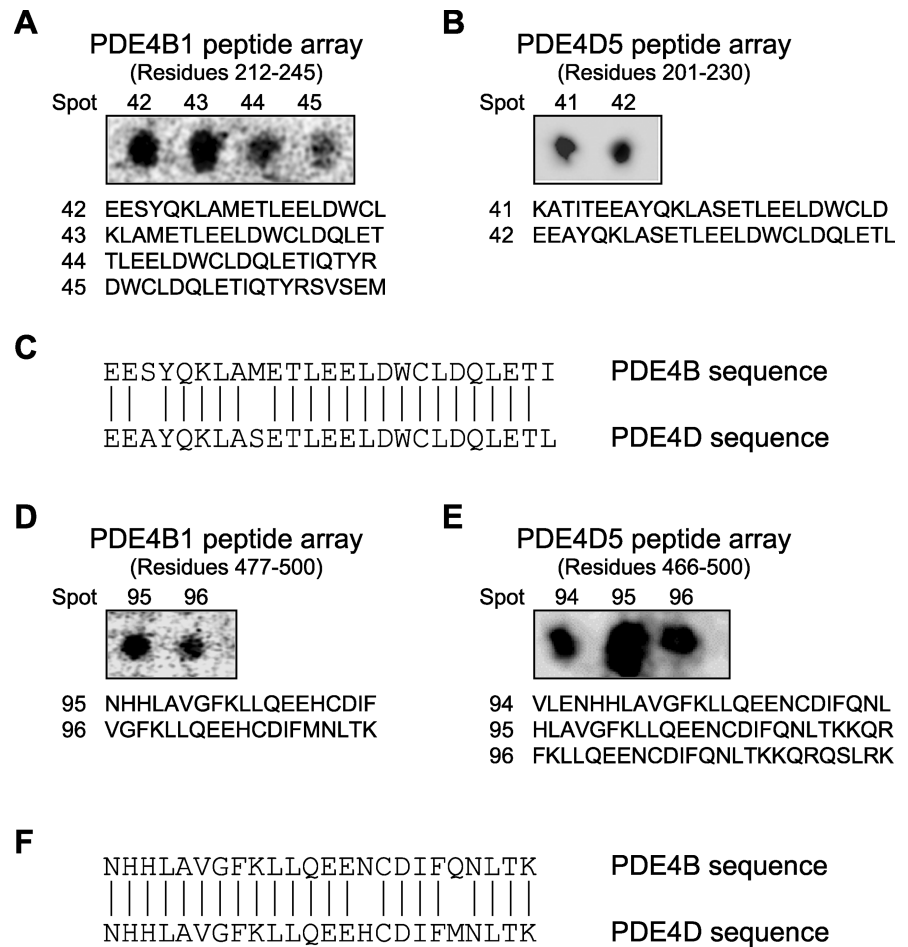 A
PDE4B1 peptide array
(Residues 212-245)
Spot 42 43 44 45
42 EESYQKLAMETLEELDWCL
43 KLAMETLEELDWCLDQLET
44 TLEELDWCLDQLETIQTYR
45 DWCLDQLETIQTYRSVSEM
B
PDE4D5 peptide array
(Residues 201-230)
Spot 41 42
41 KATITEEAYQKLASETLEELDWCLD
42 EEAYQKLASETLEELDWCLDQLETL
C
EESYQKLAMETLEELDWCLDQLETI PDE4B sequence
EEAYQKLASETLEELDWCLDQLETL PDE4D sequence
D
PDE4B1 peptide array
(Residues 477-500)
Spot 95 96
95 NHHLAVGFKLLQEEHCDIF
96 VGFKLLQEEHCDIFMNLTK
E
PDE4D5 peptide array
(Residues 466-500)
Spot 94 95 96
94 VLENHHLAVGFKLLQEENCDIFQNL
95 HLAVGFKLLQEENCDIFQNLTKKQR
96 FKLLQEENCDIFQNLTKKQRQSLRK
F
NHHLAVGFKLLQEENCDIFQNLTK PDE4B sequence
NHHLAVGFKLLQEEHCDIFMNLTK PDE4D sequence